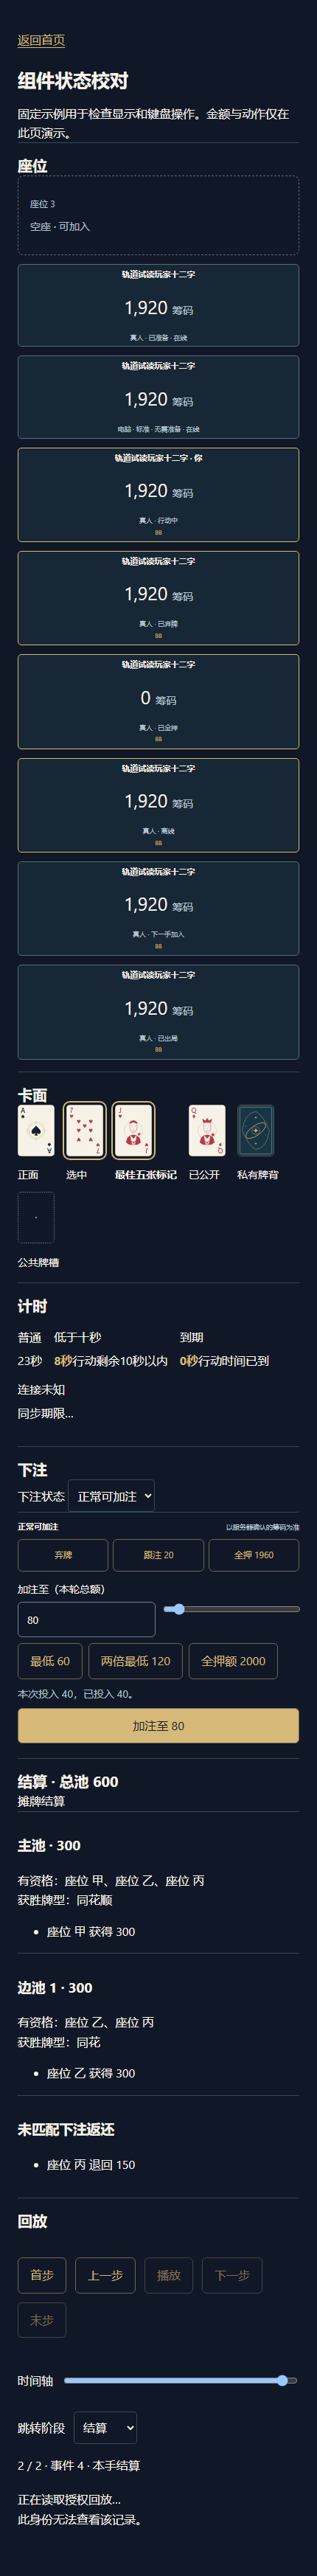 返回首页
组件状态校对
固定示例用于检查显示和键盘操作。金额与动作仅在
此页演示。
座位
座位 3
空座 · 可加入
轨道试读玩家十二字
1,920 筹码
真人 · 已准备 · 在线
轨道试读玩家十二字
1,920 筹码
电脑 · 标准 · 无需准备 · 在线
轨道试读玩家十二字 · 你
1,920 筹码
真人 · 行动中
BB
轨道试读玩家十二字
1,920 筹码
真人 · 已弃牌
BB
轨道试读玩家十二字
0 筹码
真人 · 已全押
BB
轨道试读玩家十二字
1,920 筹码
真人 · 离线
BB
轨道试读玩家十二字
1,920 筹码
真人 · 下一手加入
BB
轨道试读玩家十二字
1,920 筹码
真人 · 已出局
BB
卡面
A A 7 7 J J Q Q
正面 选中 最佳五张标记 已公开 私有牌背
公共牌槽
计时
普通 低于十秒 到期
23秒 8秒行动剩余10秒以内 0秒行动时间已到
连接未知
同步期限...
下注
下注状态 正常可加注
正常可加注 以服务器确认的筹码为准
弃牌 跟注 20 全押 1960
加注至（本轮总额）
80
最低 60 两倍最低 120 全押额 2000
本次投入 40，已投入 40。
加注至 80
结算 · 总池 600
摊牌结算
主池 · 300
有资格：座位 甲、座位 乙、座位 丙
获胜牌型：同花顺
• 座位 甲 获得 300
边池 1 · 300
有资格：座位 乙、座位 丙
获胜牌型：同花
• 座位 乙 获得 300
未匹配下注返还
• 座位 丙 退回 150
回放
首步 上一步 播放 下一步
末步
时间轴
跳转阶段 结算
2 / 2 · 事件 4 · 本手结算
正在读取授权回放...
此身份无法查看该记录。